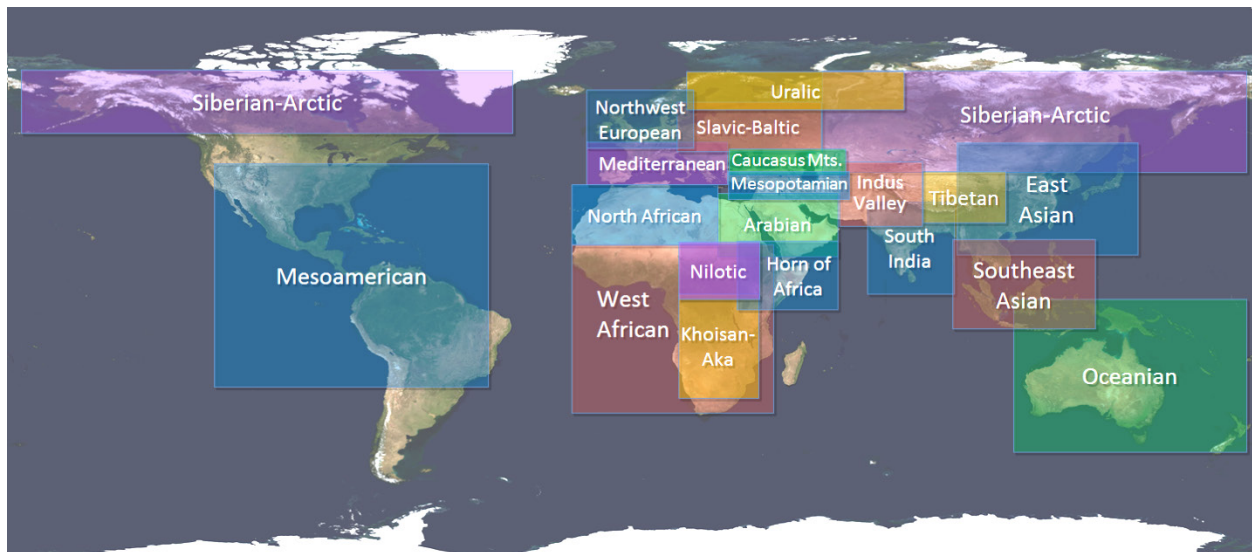 Siberian-Arctic
Uralic
Northwest
European
Slavic-Baltic
Siberian-Arctic
Mediterranean
Caucasus Mts.
Mesopotamian
Indus
Valley
Tibetan
East
Asian
North African
Arabian
South
India
Mesoamerican
Nilotic
Horn of
Africa
Southeast
Asian
West
African
Khoisan-
Aka
Oceanian